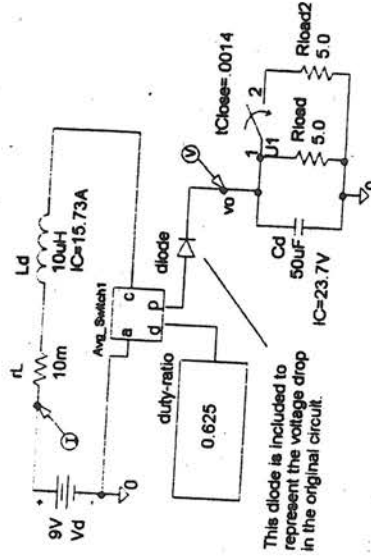 rL
10m
Ld
10uH
IC=15.73A
I
+
9V
Vd
-
0
Avg_Switch1
a
c
d
p
duty-ratio
0.625
diode
V
vo
tClose=.0014
1
2
U1
Rload
5.0
Rload2
5.0
Cd
50uF
IC=23.7V
0
This diode is included to
represent the voltage drop
in the original circuit.